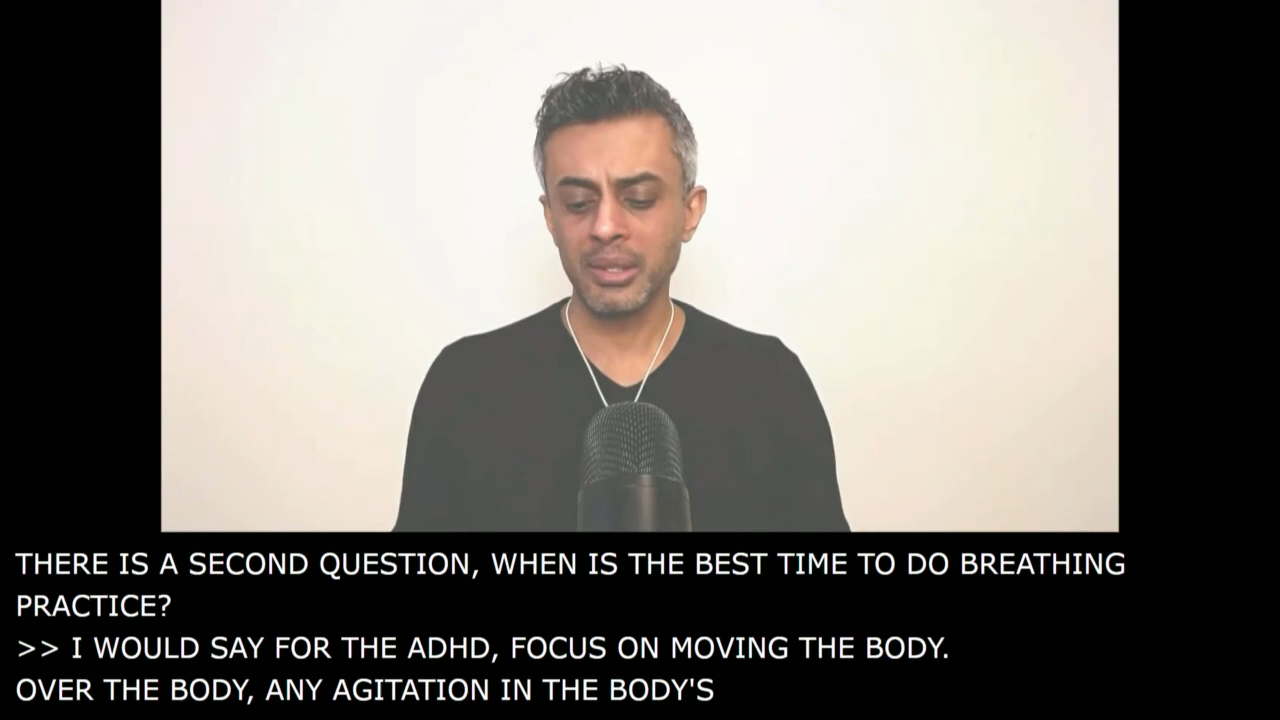 THERE IS A SECOND QUESTION, WHEN IS THE BEST TIME TO DO BREATHING
PRACTICE?
>> I WOULD SAY FOR THE ADHD, FOCUS ON MOVING THE BODY.
OVER THE BODY, ANY AGITATION IN THE BODY'S